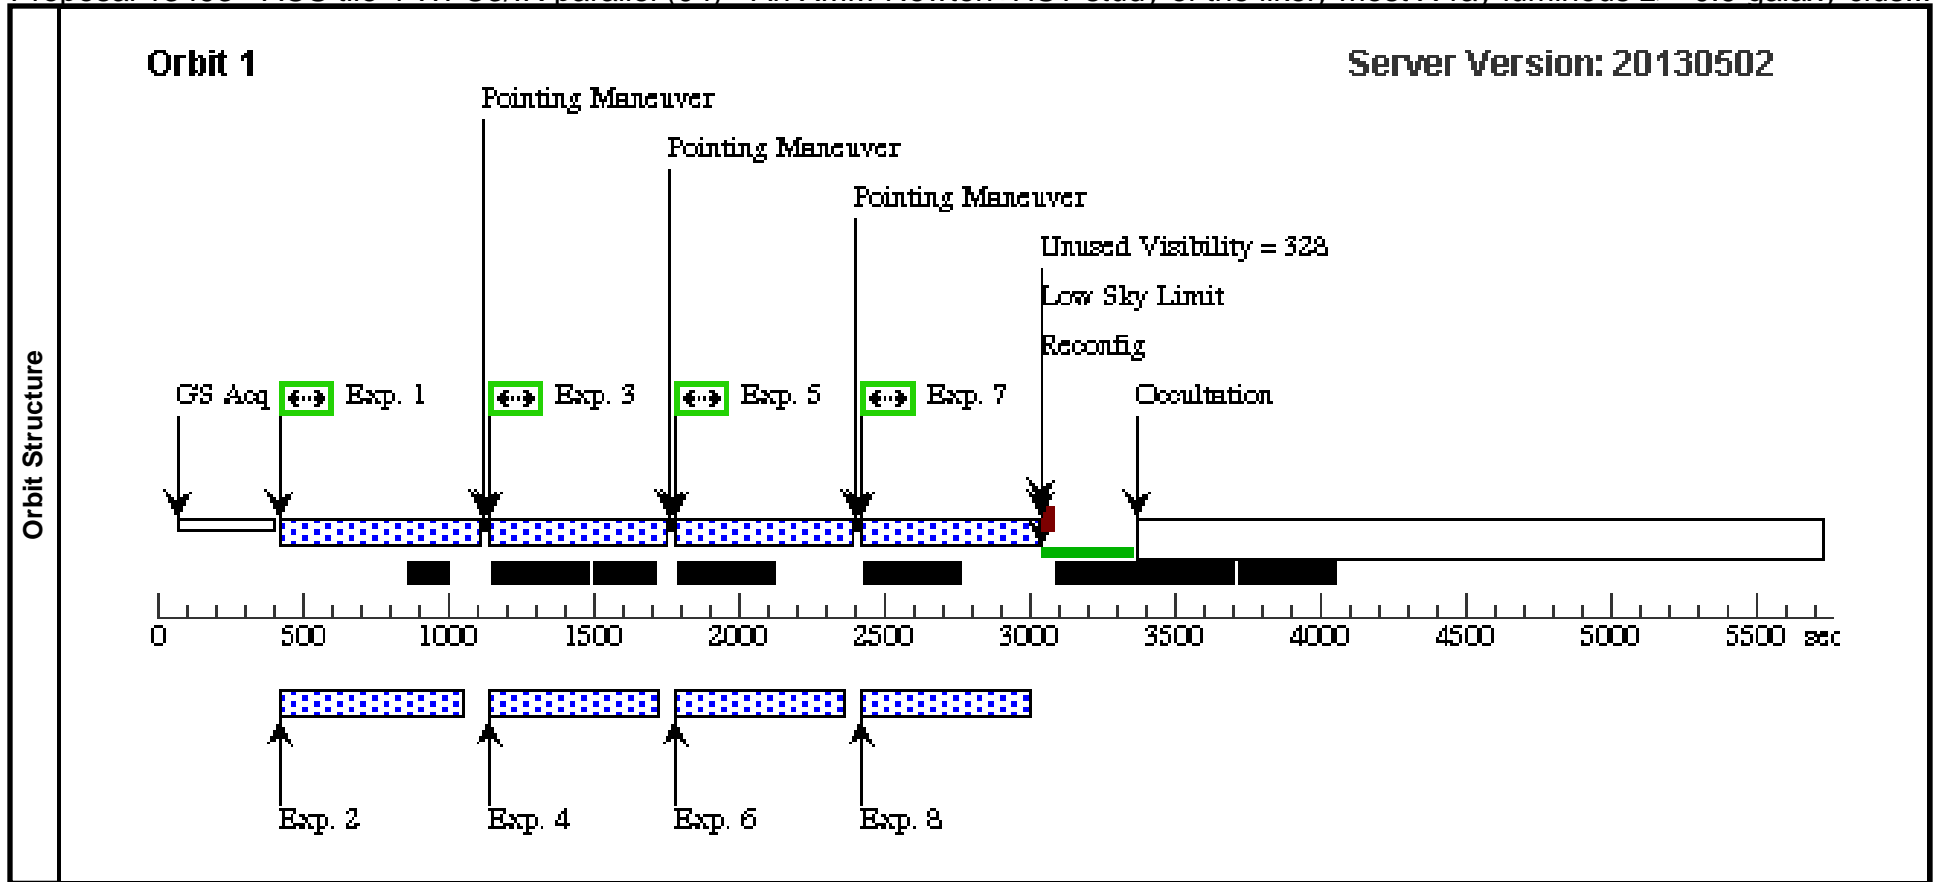 Orbit 1
Server Version: 20130502
Pointing Maneuver
Pointing Maneuver
Pointing Maneuver
Unused Visibility = 328
Low Sky Limit
Reconfig
GS Acq
Exp. 1
Exp. 3
Exp. 5
Exp. 7
Occultation
Orbit Structure
0 500 1000 1500 2000 2500 3000 3500 4000 4500 5000 5500 sec
Exp. 2
Exp. 4
Exp. 6
Exp. 8